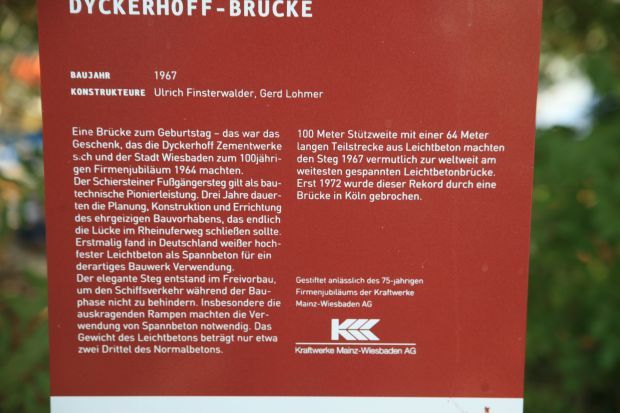 DYCKERHOFF-BRÜCKE
BAUJAHR 1967
KONSTRUKTEURE Ulrich Finsterwalder, Gerd Lohmer
Eine Brücke zum Geburtstag – das war das
Geschenk, das die Dyckerhoff Zementwerke
s.ch und der Stadt Wiesbaden zum 100jähri-
gen Firmenjubiläum 1964 machten.
Der Schiersteiner Fußgängersteg gilt als bau-
technische Pionierleistung. Drei Jahre dauer-
ten die Planung, Konstruktion und Errichtung
des ehrgeizigen Bauvorhabens, das endlich
die Lücke im Rheinuferweg schließen sollte.
Erstmalig fand in Deutschland weißer hoch-
fester Leichtbeton als Spannbeton für ein
derartiges Bauwerk Verwendung.
Der elegante Steg entstand im Freivorbau,
um den Schiffsverkehr während der Bau-
phase nicht zu behindern. Insbesondere die
auskragenden Rampen machten die Ver-
wendung von Spannbeton notwendig. Das
Gewicht des Leichtbetons beträgt nur etwa
zwei Drittel des Normalbetons.
100 Meter Stützweite mit einer 64 Meter
langen Teilstrecke aus Leichtbeton machten
den Steg 1967 vermutlich zur weltweit am
weitesten gespannten Leichtbetonbrücke.
Erst 1972 wurde dieser Rekord durch eine
Brücke in Köln gebrochen.
Gestiftet anlässlich des 75-jährigen
Firmenjubiläums der Kraftwerke
Mainz-Wiesbaden AG
Kraftwerke Mainz-Wiesbaden AG